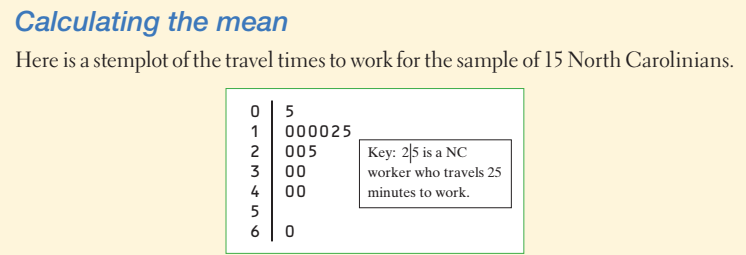 Calculating the mean
Here is a stemplot of the travel times to work for the sample of 15 North Carolinians.
0 | 5
1 | 000025
2 | 005
3 | 00
4 | 00
5 |
6 | 0
Key: 2|5 is a NC
worker who travels 25
minutes to work.